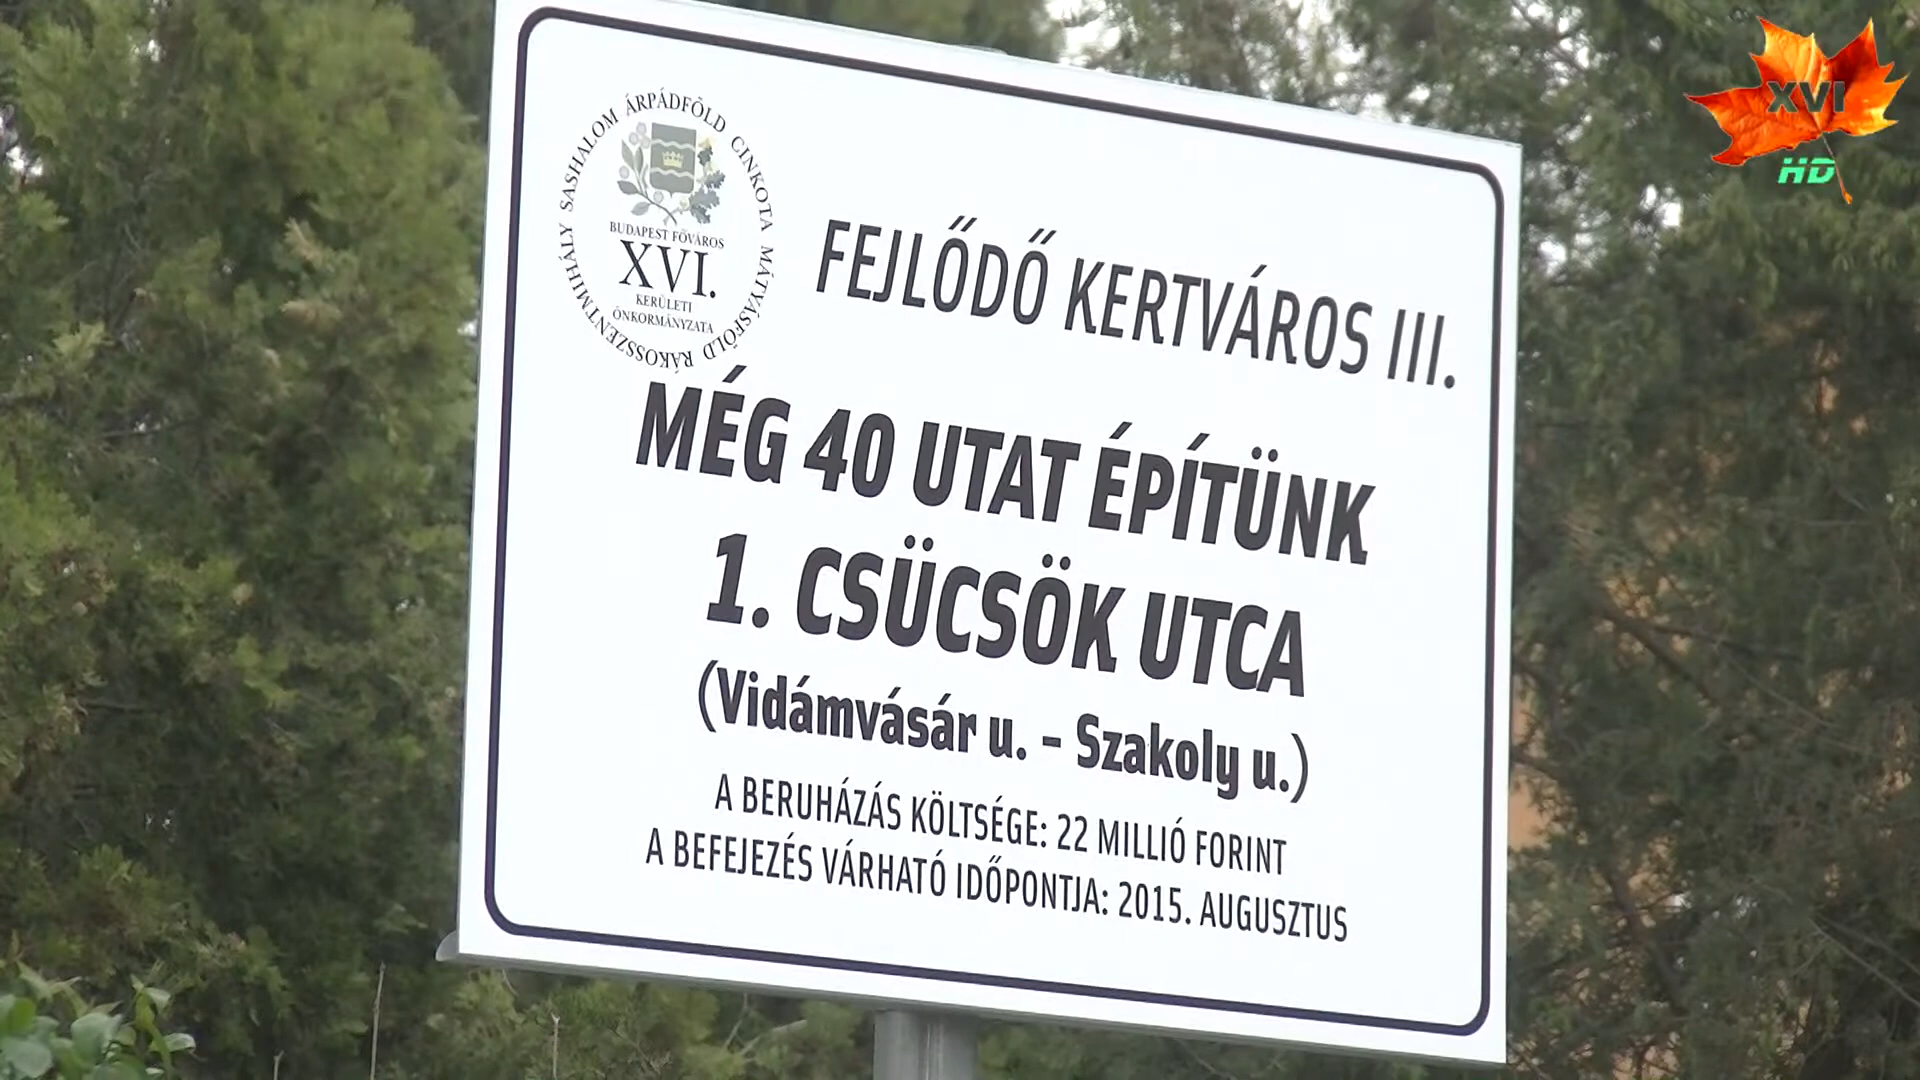 SASHALOM ÁRPÁDFÖLD CINKOTA MÁTYÁSFÖLD RÁKOSSZENTMIHÁLY
BUDAPEST FŐVÁROS
XVI.
KERÜLETI
ÖNKORMÁNYZATA
FEJLŐDŐ KERTVÁROS III.
MÉG 40 UTAT ÉPÍTÜNK
1. CSÜCSÖK UTCA
(Vidámvásár u. - Szakoly u.)
A BERUHÁZÁS KÖLTSÉGE: 22 MILLIÓ FORINT
A BEFEJEZÉS VÁRHATÓ IDŐPONTJA: 2015. AUGUSZTUS
XVI
HD